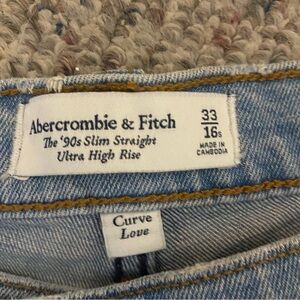 Abercrombie & Fitch
The '90s Slim Straight
Ultra High Rise
33
16s
MADE IN
CAMBODIA
Curve
Love